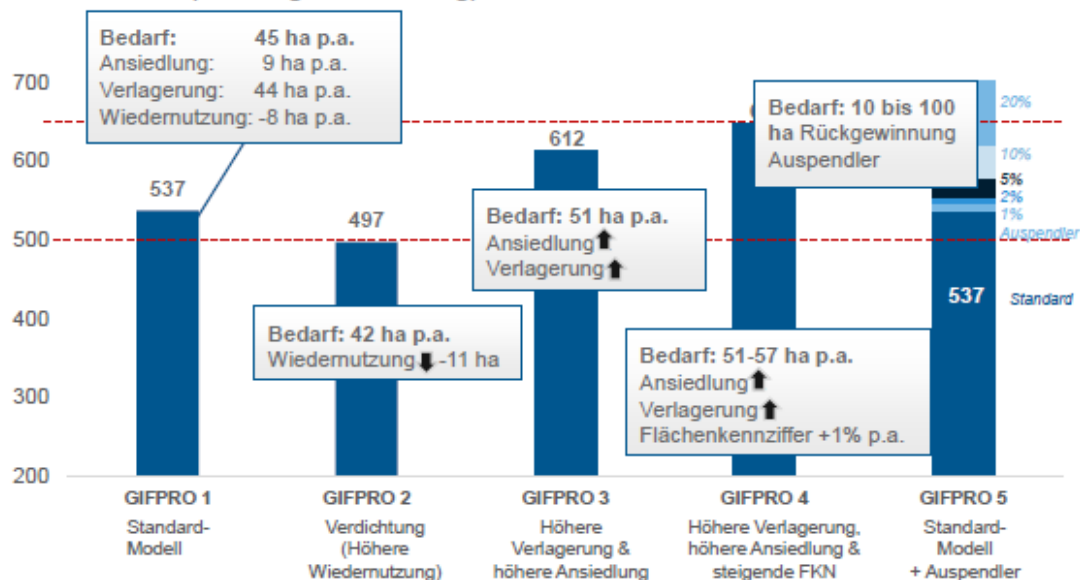 Bedarf: 45 ha p.a.
Ansiedlung: 9 ha p.a.
Verlagerung: 44 ha p.a.
Wiedernutzung: -8 ha p.a.
700
600
500
400
300
200
537
497
612
Bedarf: 42 ha p.a.
Wiedernutzung -11 ha
Bedarf: 51 ha p.a.
Ansiedlung
Verlagerung
Bedarf: 51-57 ha p.a.
Ansiedlung
Verlagerung
Flächenkennziffer +1% p.a.
Bedarf: 10 bis 100
ha Rückgewinnung
Auspendler
20%
10%
5%
2%
1%
Auspendler
537
Standard
GIFPRO 1
Standard-
Modell
GIFPRO 2
Verdichtung
(Höhere
Wiedernutzung)
GIFPRO 3
Höhere
Verlagerung &
höhere Ansiedlung
GIFPRO 4
Höhere Verlagerung,
höhere Ansiedlung &
steigende FKN
GIFPRO 5
Standard-
Modell
+ Auspendler